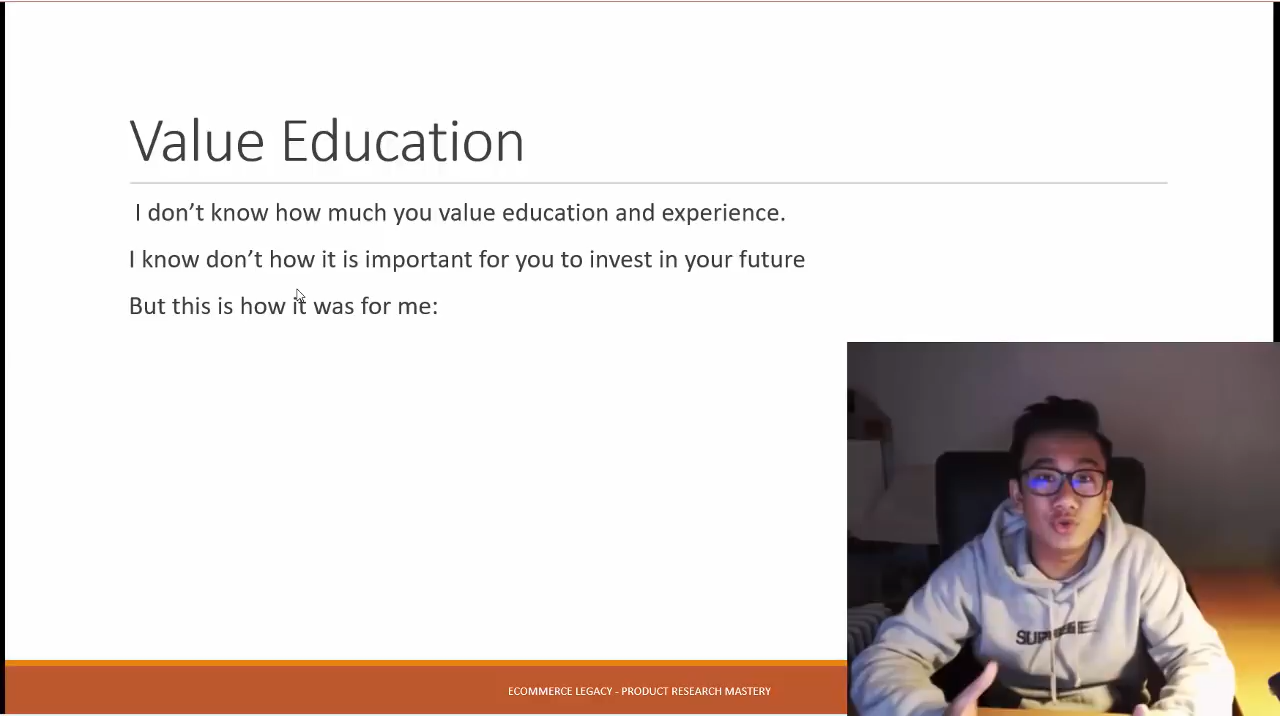 Value Education
I don’t know how much you value education and experience.
I know don’t how it is important for you to invest in your future
But this is how it was for me:
ECOMMERCE LEGACY - PRODUCT RESEARCH MASTERY